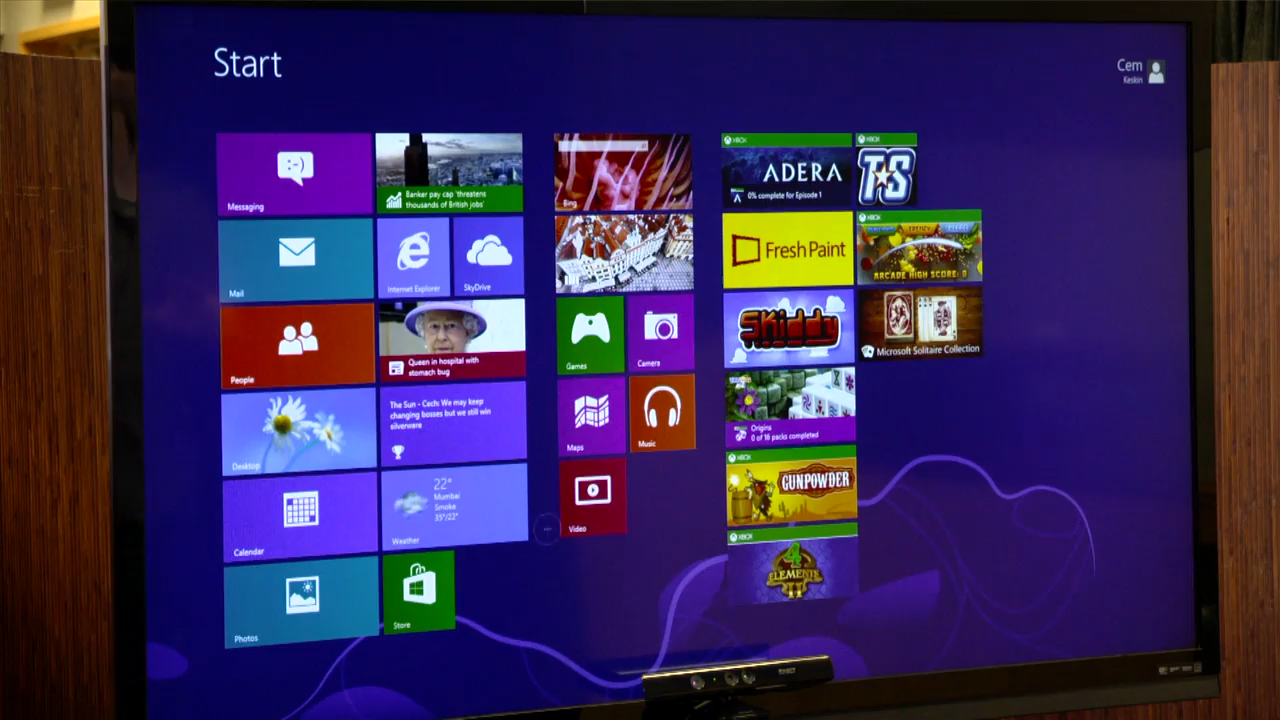 Start
Cem
Keskin
Messaging
Banker pay cap 'threatens
thousands of British jobs'
Mail
Internet Explorer
SkyDrive
People
Queen in hospital with
stomach bug
Desktop
The Sun - Cech: We may keep
changing bosses but we still win
silverware
Calendar
22°
Mumbai
Smoke
35°/22°
Weather
Photos
Store
Bing
Games
Camera
Maps
Music
Video
XBOX
ADERA
0% complete for Episode 1
XBOX
TS
Fresh Paint
XBOX
FRENZY
ARCADE HIGH SCORE: 0
Skiddy
Microsoft Solitaire Collection
Origins
0 of 16 packs completed
XBOX
GUNPOWDER
XBOX
4
ELEMENTS
II